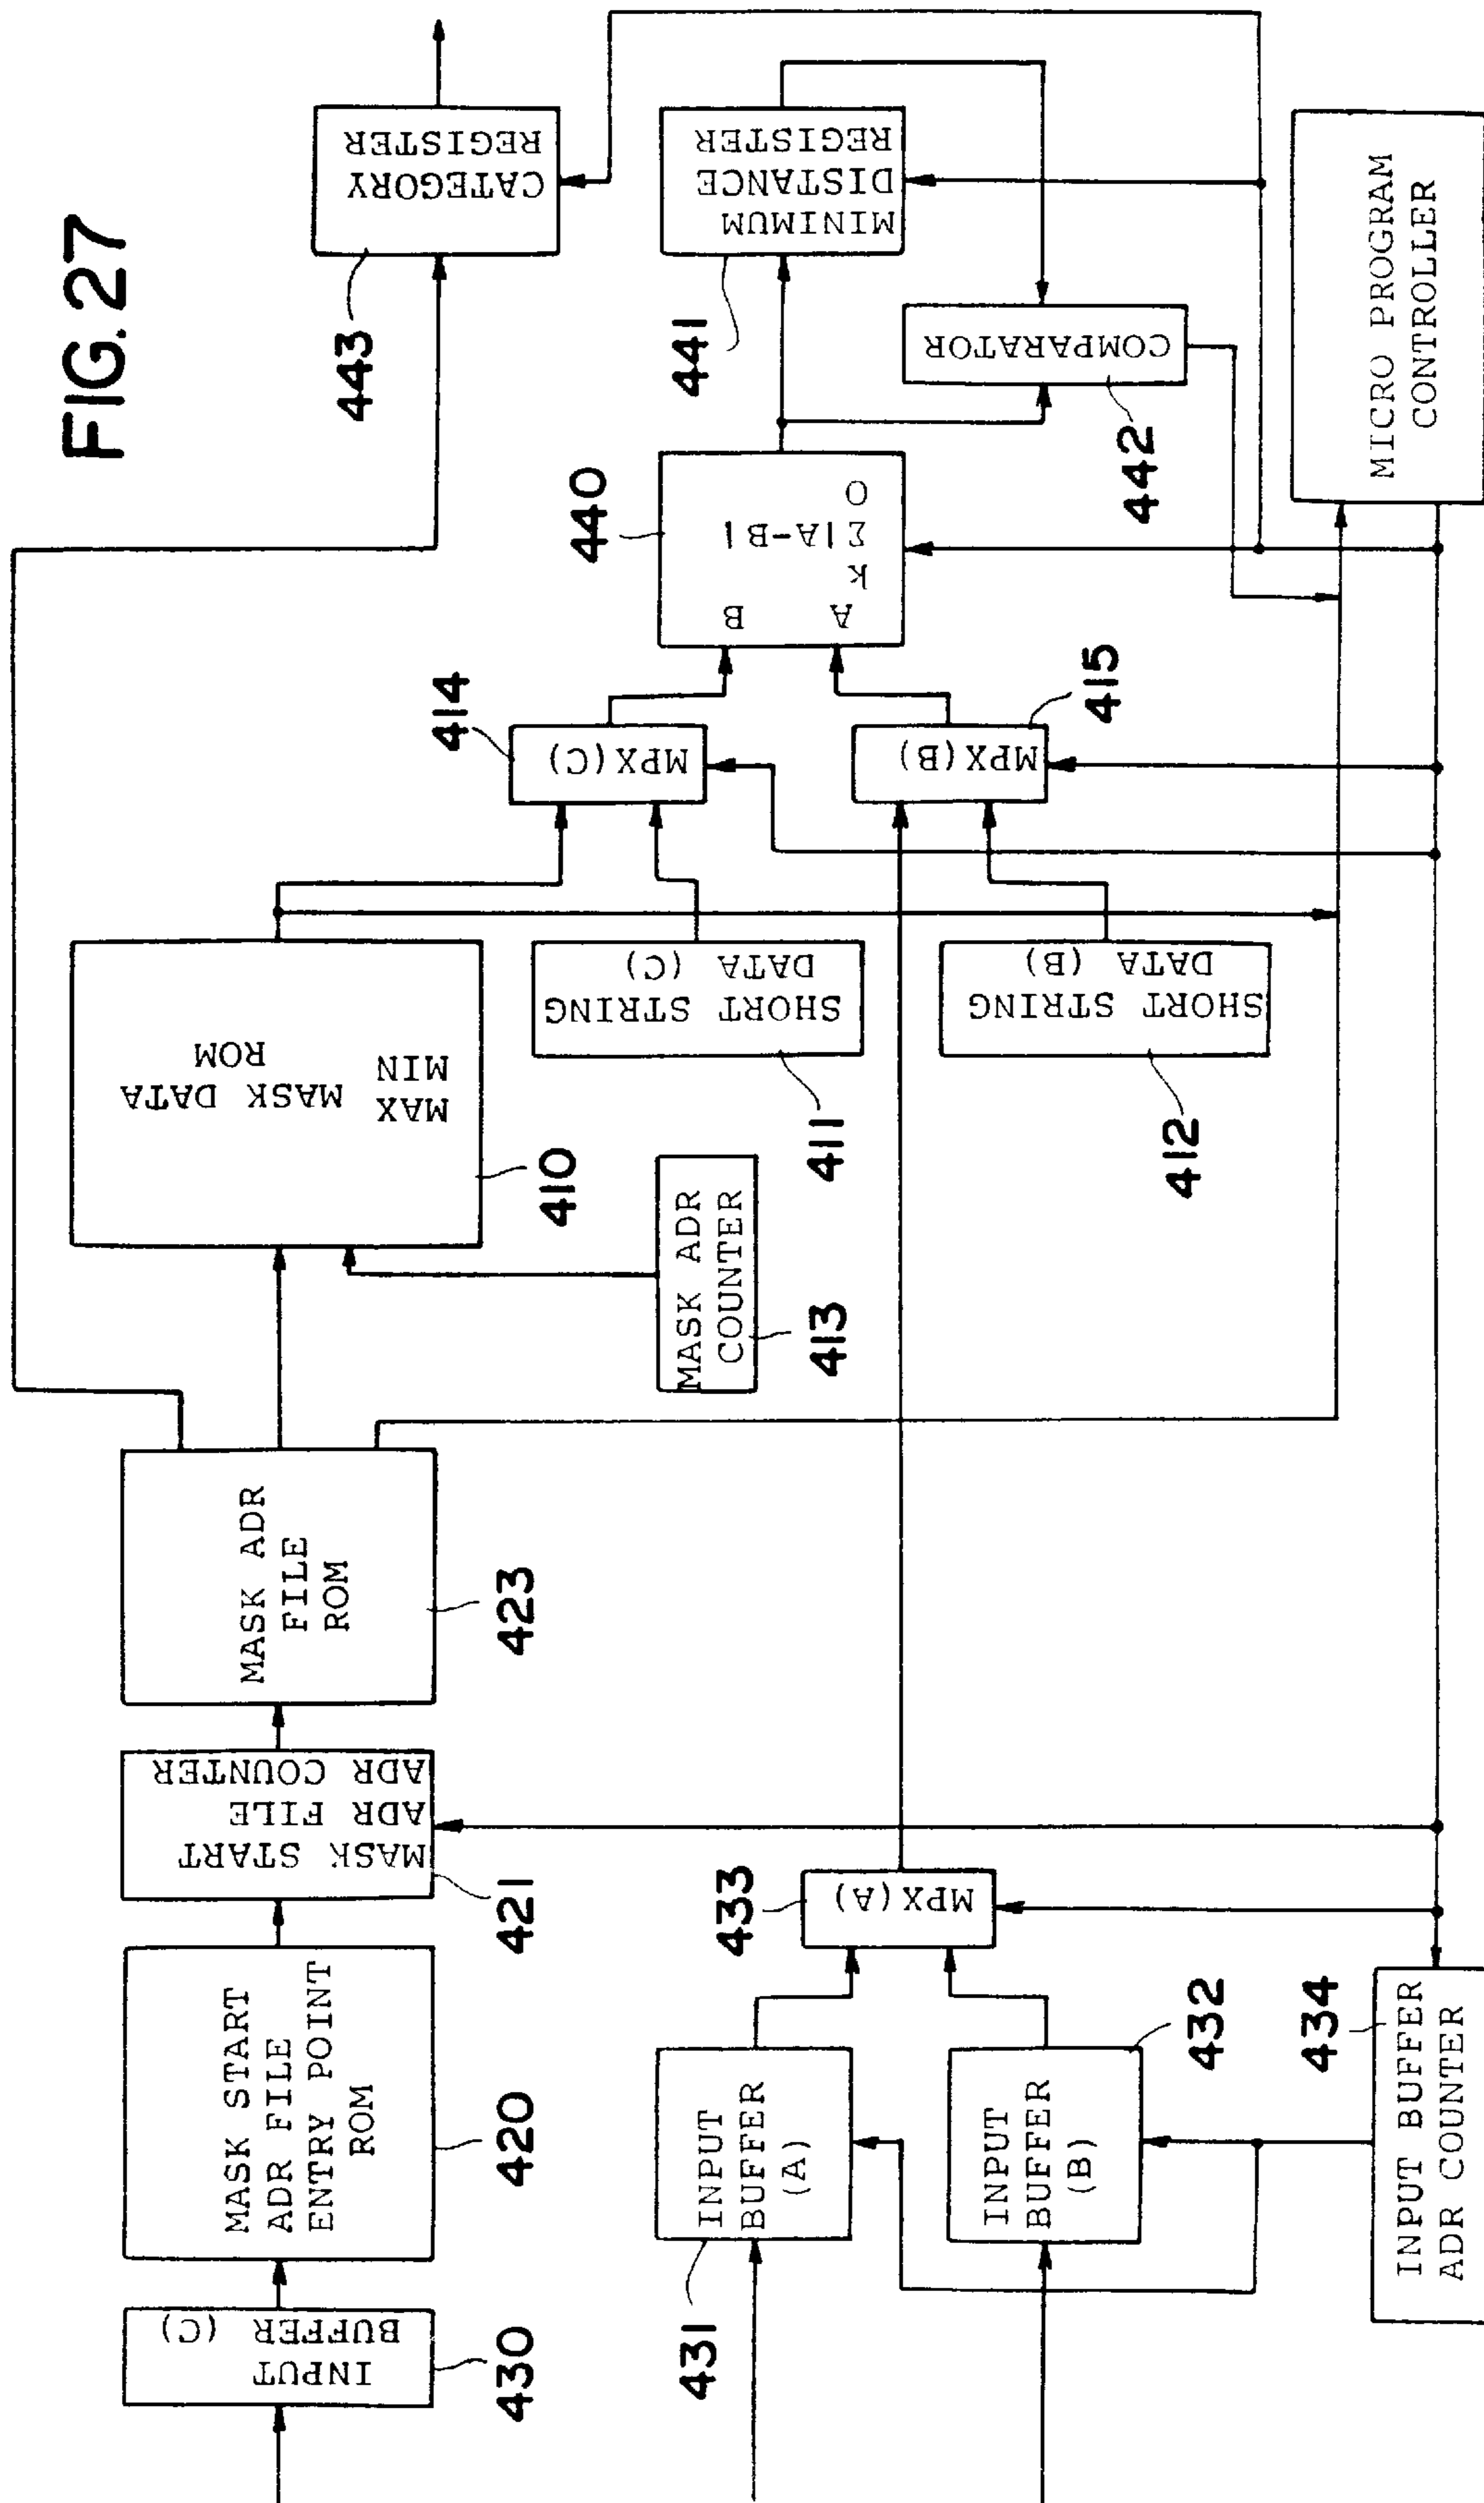 FIG. 27
INPUT
BUFFER (C)
430
MASK START
ADR FILE
ENTRY POINT
ROM
420
MASK START
ADR FILE
ADR COUNTER
421
MASK ADR
FILE
ROM
423
MASK DATA
ROM
MAX
MIN
410
MASK ADR
COUNTER
413
SHORT STRING
DATA (C)
411
SHORT STRING
DATA (B)
412
MPX(C)
414
MPX(B)
415
B
A
k
Σ|A-B|
O
440
CATEGORY
REGISTER
443
MINIMUM
DISTANCE
REGISTER
441
COMPARATOR
442
INPUT
BUFFER
(A)
431
INPUT
BUFFER
(B)
432
MPX(A)
433
INPUT BUFFER
ADR COUNTER
434
MICRO PROGRAM
CONTROLLER